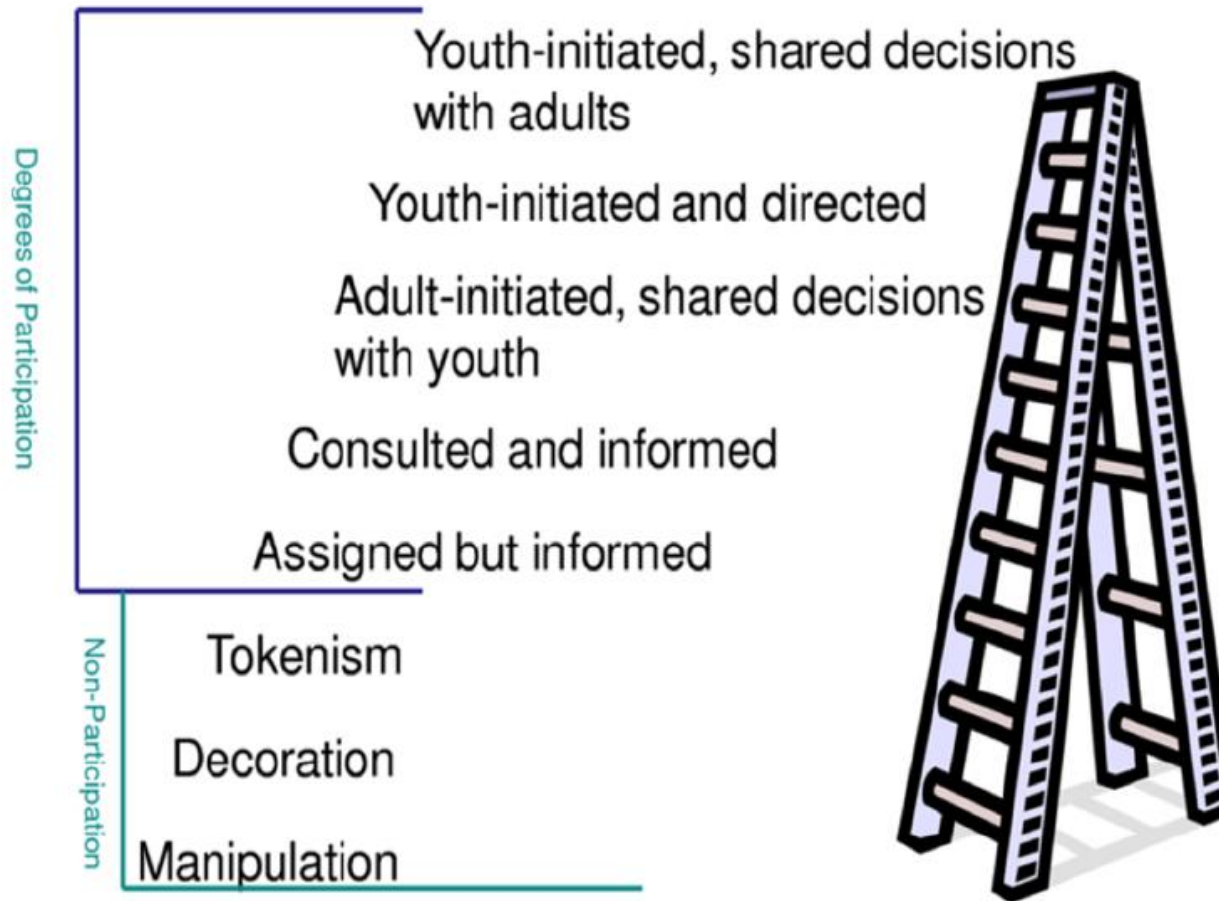 Youth-initiated, shared decisions
with adults
Youth-initiated and directed
Adult-initiated, shared decisions
with youth
Consulted and informed
Assigned but informed
Degrees of Participation
Tokenism
Decoration
Manipulation
Non-Participation